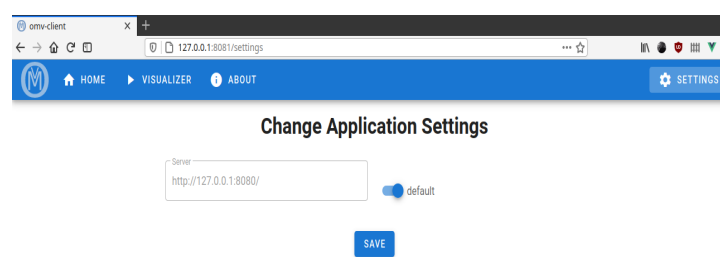 omv-client
127.0.0.1:8081/settings
HOME
VISUALIZER
ABOUT
SETTINGS
Change Application Settings
Server
http://127.0.0.1:8080/
default
SAVE